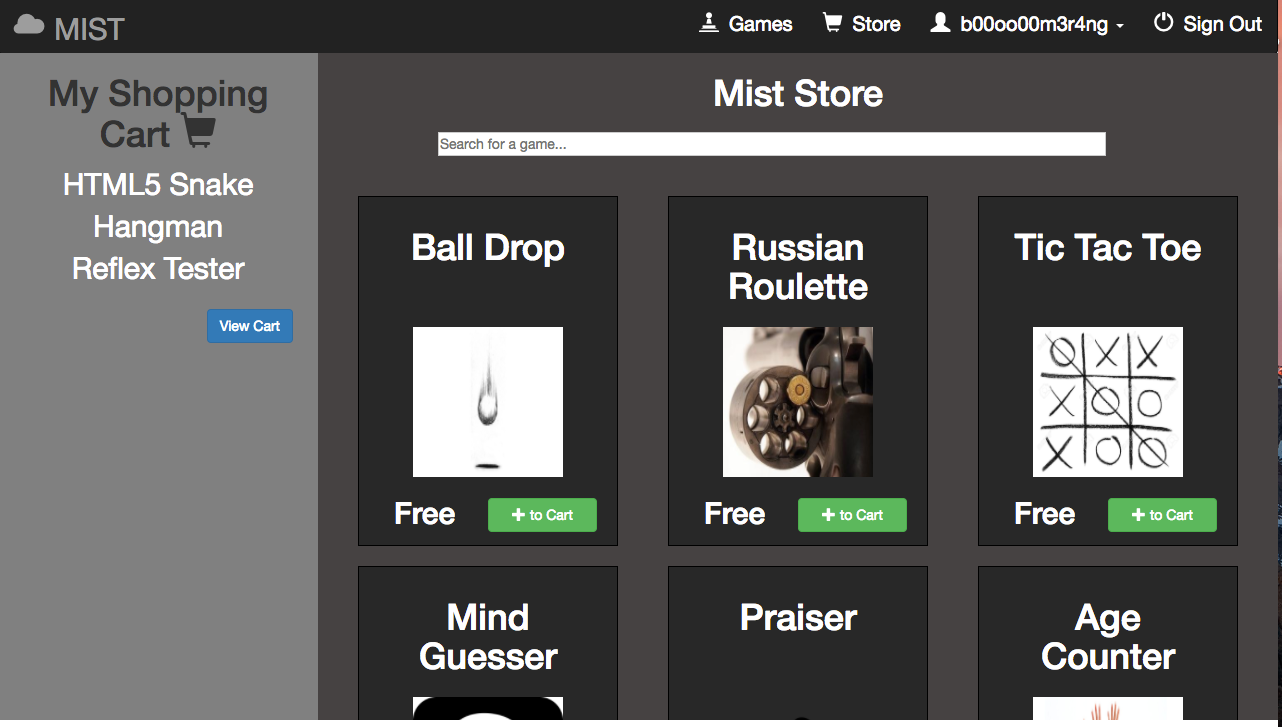 MIST
Games
Store
b00oo00m3r4ng
Sign Out
My Shopping
Cart
HTML5 Snake
Hangman
Reflex Tester
View Cart
Mist Store
Search for a game...
Ball Drop
Free
+ to Cart
Russian
Roulette
Free
+ to Cart
Tic Tac Toe
Free
+ to Cart
Mind
Guesser
Praiser
Age
Counter